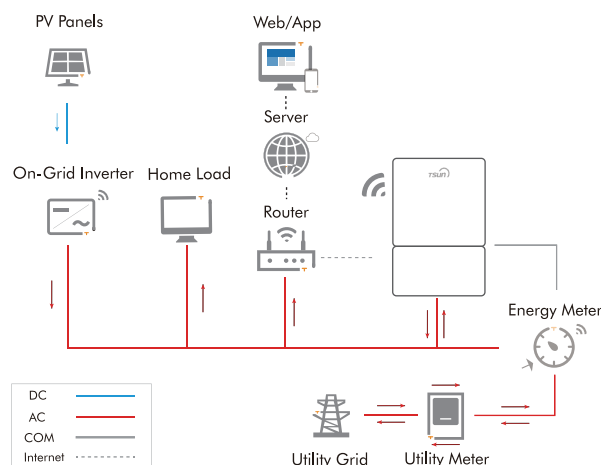 PV Panels
Web/App
Server
On-Grid Inverter
Home Load
Router
TSUN
Energy Meter
DC
AC
COM
Internet
Utility Grid
Utility Meter